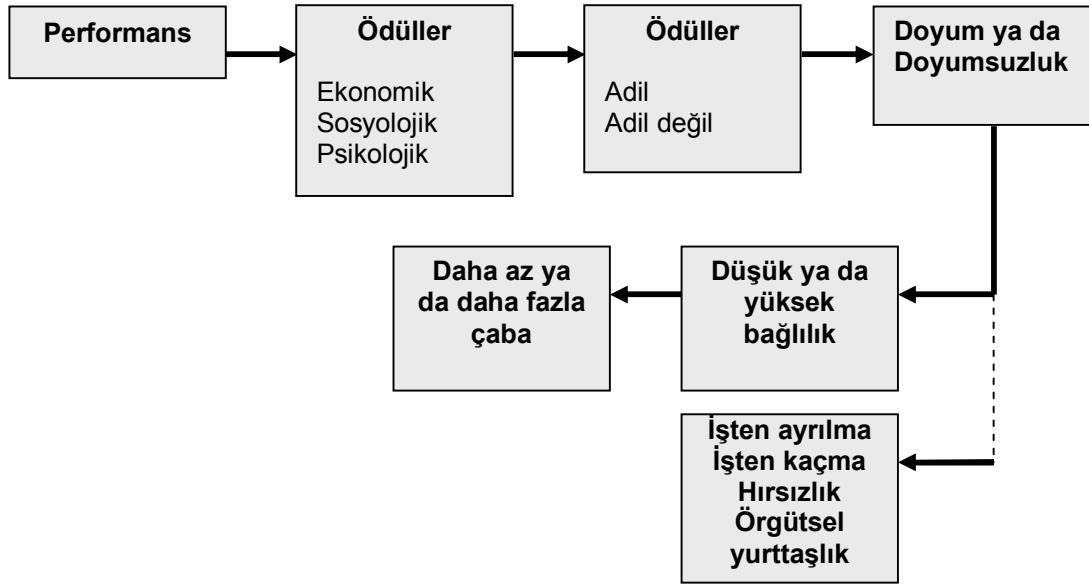 Performans
Ödüller
Ekonomik
Sosyolojik
Psikolojik
Ödüller
Adil
Adil değil
Doyum ya da
Doyumsuzluk
Daha az ya
da daha fazla
çaba
Düşük ya da
yüksek
bağlılık
İşten ayrılma
İşten kaçma
Hırsızlık
Örgütsel
yurttaşlık